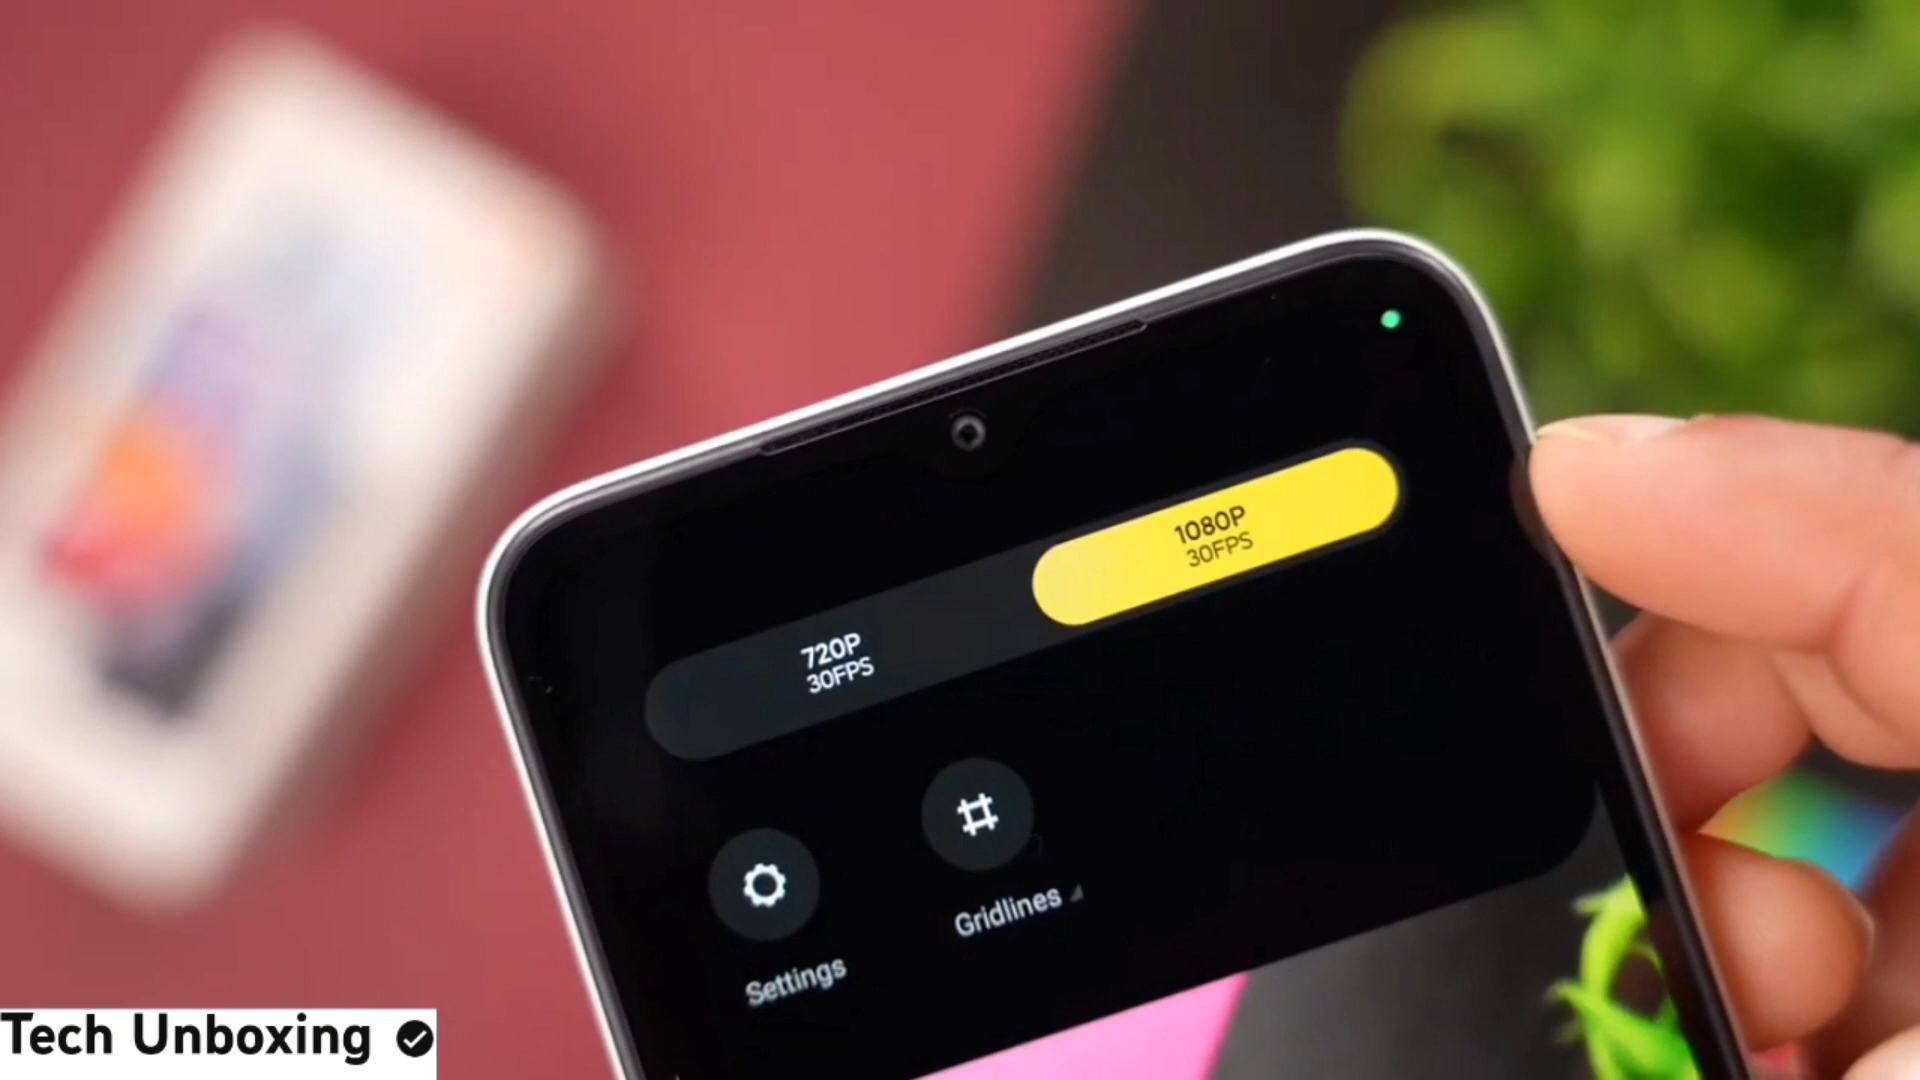 1080P
30FPS
720P
30FPS
Gridlines
Settings
Tech Unboxing